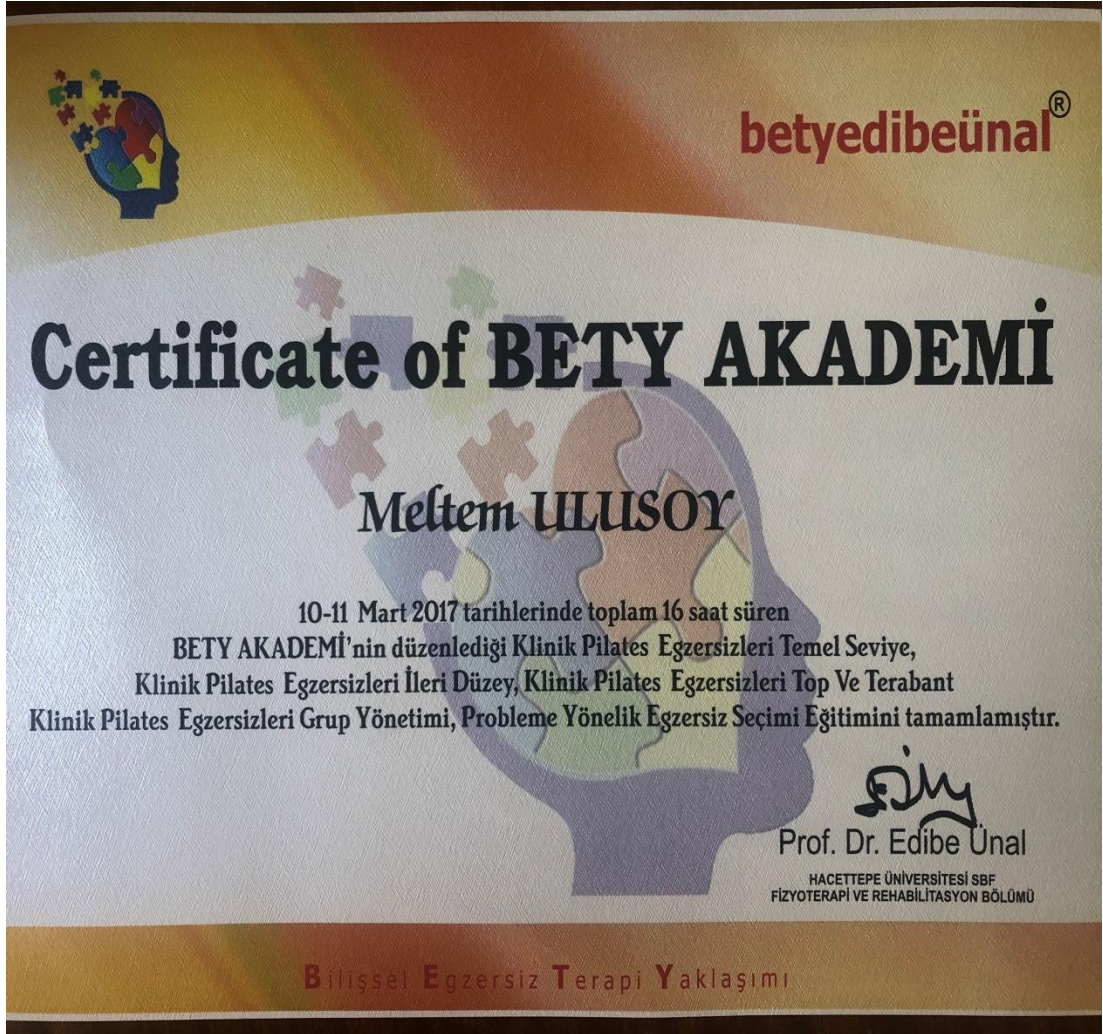 betyedibeünal®
Certificate of BETY AKADEMİ
Meltem ULUSOY
10-11 Mart 2017 tarihlerinde toplam 16 saat süren
BETY AKADEMİ'nin düzenlediği Klinik Pilates Egzersizleri Temel Seviye,
Klinik Pilates Egzersizleri İleri Düzey, Klinik Pilates Egzersizleri Top Ve Terabant
Klinik Pilates Egzersizleri Grup Yönetimi, Probleme Yönelik Egzersiz Seçimi Eğitimini tamamlamıştır.
Prof. Dr. Edibe Ünal
HACETTEPE ÜNİVERSİTESİ SBF
FİZYOTERAPİ VE REHABİLİTASYON BÖLÜMÜ
Bilişsel Egzersiz Terapi Yaklaşımı